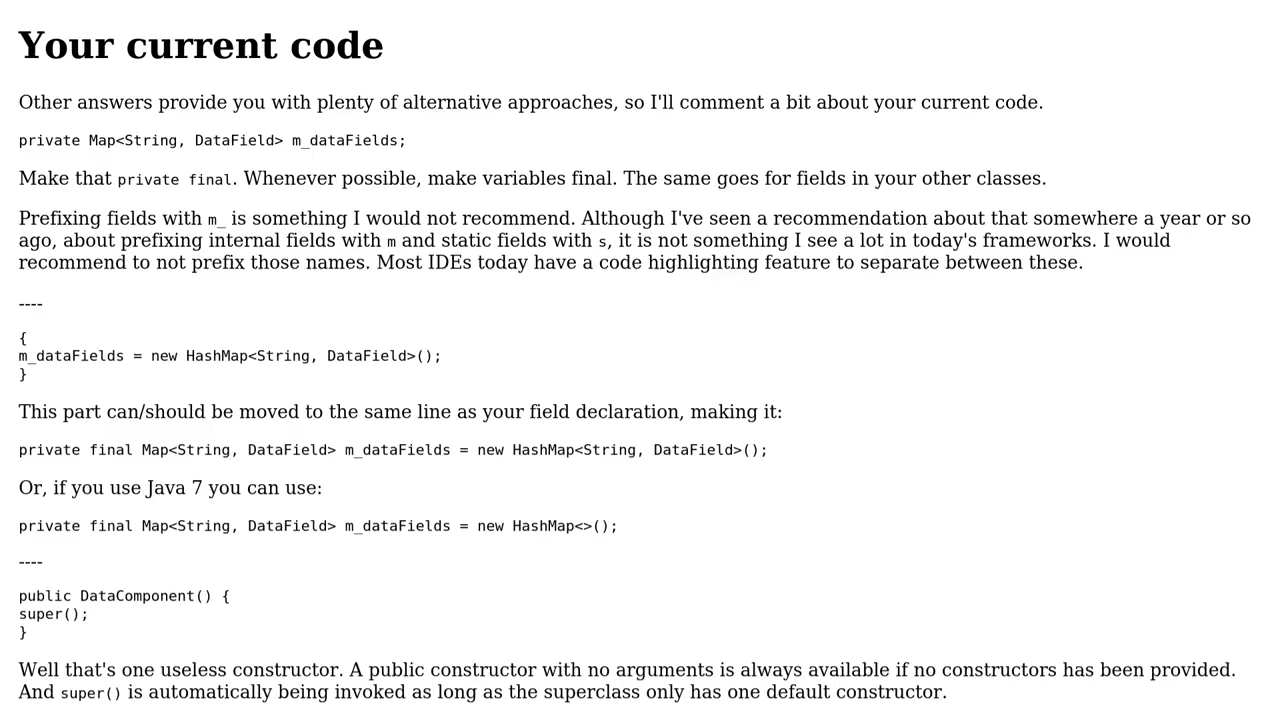 Your current code
Other answers provide you with plenty of alternative approaches, so I'll comment a bit about your current code.
private Map<String, DataField> m_dataFields;
Make that private final. Whenever possible, make variables final. The same goes for fields in your other classes.
Prefixing fields with m_ is something I would not recommend. Although I've seen a recommendation about that somewhere a year or so
ago, about prefixing internal fields with m and static fields with s, it is not something I see a lot in today's frameworks. I would
recommend to not prefix those names. Most IDEs today have a code highlighting feature to separate between these.
----
{
m_dataFields = new HashMap<String, DataField>();
}
This part can/should be moved to the same line as your field declaration, making it:
private final Map<String, DataField> m_dataFields = new HashMap<String, DataField>();
Or, if you use Java 7 you can use:
private final Map<String, DataField> m_dataFields = new HashMap<>();
----
public DataComponent() {
super();
}
Well that's one useless constructor. A public constructor with no arguments is always available if no constructors has been provided.
And super() is automatically being invoked as long as the superclass only has one default constructor.